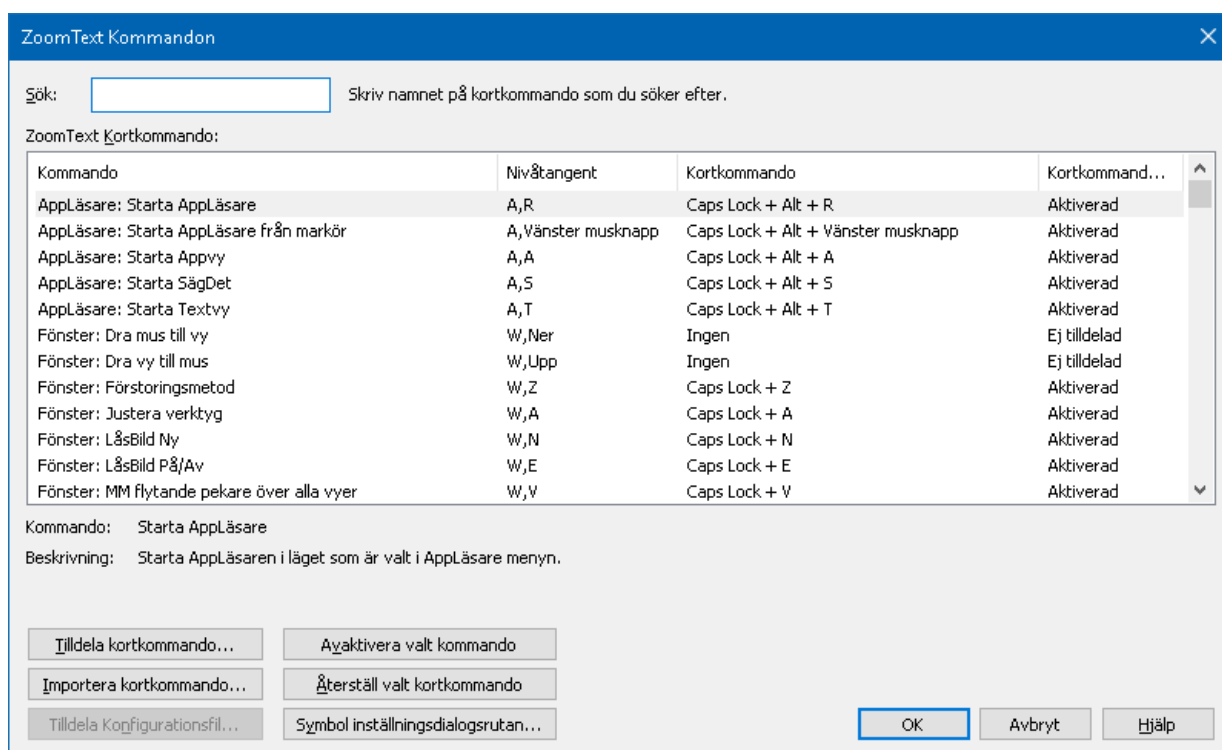 ZoomText Kommandon
Sök: Skriv namnet på kortkommando som du söker efter.
ZoomText Kortkommando:
Kommando Nivåtangent Kortkommando Kortkommand...
AppLäsare: Starta AppLäsare A,R Caps Lock + Alt + R Aktiverad
AppLäsare: Starta AppLäsare från markör A,Vänster musknapp Caps Lock + Alt + Vänster musknapp Aktiverad
AppLäsare: Starta Appvy A,A Caps Lock + Alt + A Aktiverad
AppLäsare: Starta SägDet A,S Caps Lock + Alt + S Aktiverad
AppLäsare: Starta Textvy A,T Caps Lock + Alt + T Aktiverad
Fönster: Dra mus till vy W,Ner Ingen Ej tilldelad
Fönster: Dra vy till mus W,Upp Ingen Ej tilldelad
Fönster: Förstoringsmetod W,Z Caps Lock + Z Aktiverad
Fönster: Justera verktyg W,A Caps Lock + A Aktiverad
Fönster: LåsBild Ny W,N Caps Lock + N Aktiverad
Fönster: LåsBild På/Av W,E Caps Lock + E Aktiverad
Fönster: MM flytande pekare över alla vyer W,V Caps Lock + V Aktiverad
Kommando: Starta AppLäsare
Beskrivning: Starta AppLäsaren i läget som är valt i AppLäsare menyn.
Tilldela kortkommando... Avaktivera valt kommando
Importera kortkommando... Återställ valt kortkommando
Tilldela Konfigurationsfil... Symbol inställningsdialogsrutan... OK Avbryt Hjälp